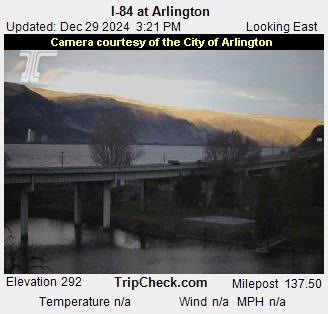 I-84 at Arlington
Updated: Dec 29 2024 3:21 PM Looking East
Camera courtesy of the City of Arlington
Elevation 292 TripCheck.com Milepost 137.50
Temperature n/a Wind n/a MPH n/a